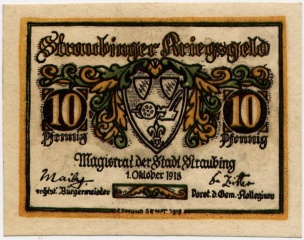 Straubinger Kriegsgeld
10 10
Pfennig Pfennig
Magistrat der Stadt Straubing
1. Oktober 1918
rechtsk. Bürgermeister Vorst. d. Gem. Kollegium